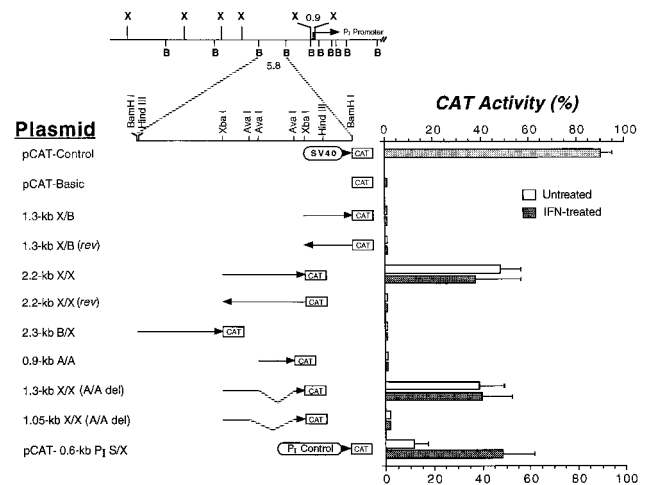 X X X X X 0.9 X
P_I Promoter
B B B B B B B B B B
5.8
BamH I
Hind III
Xba I
Ava I
Ava I
Ava I
Xba I
Hind III
BamH I
CAT Activity (%)
Plasmid
0 20 40 60 80 100
pCAT-Control
SV40 CAT
pCAT-Basic
CAT
Untreated
IFN-treated
1.3-kb X/B
CAT
1.3-kb X/B (rev)
CAT
2.2-kb X/X
CAT
2.2-kb X/X (rev)
CAT
2.3-kb B/X
CAT
0.9-kb A/A
CAT
1.3-kb X/X (A/A del)
CAT
1.05-kb X/X (A/A del)
CAT
pCAT- 0.6-kb P_I S/X
P_I Control CAT
0 20 40 60 80 100